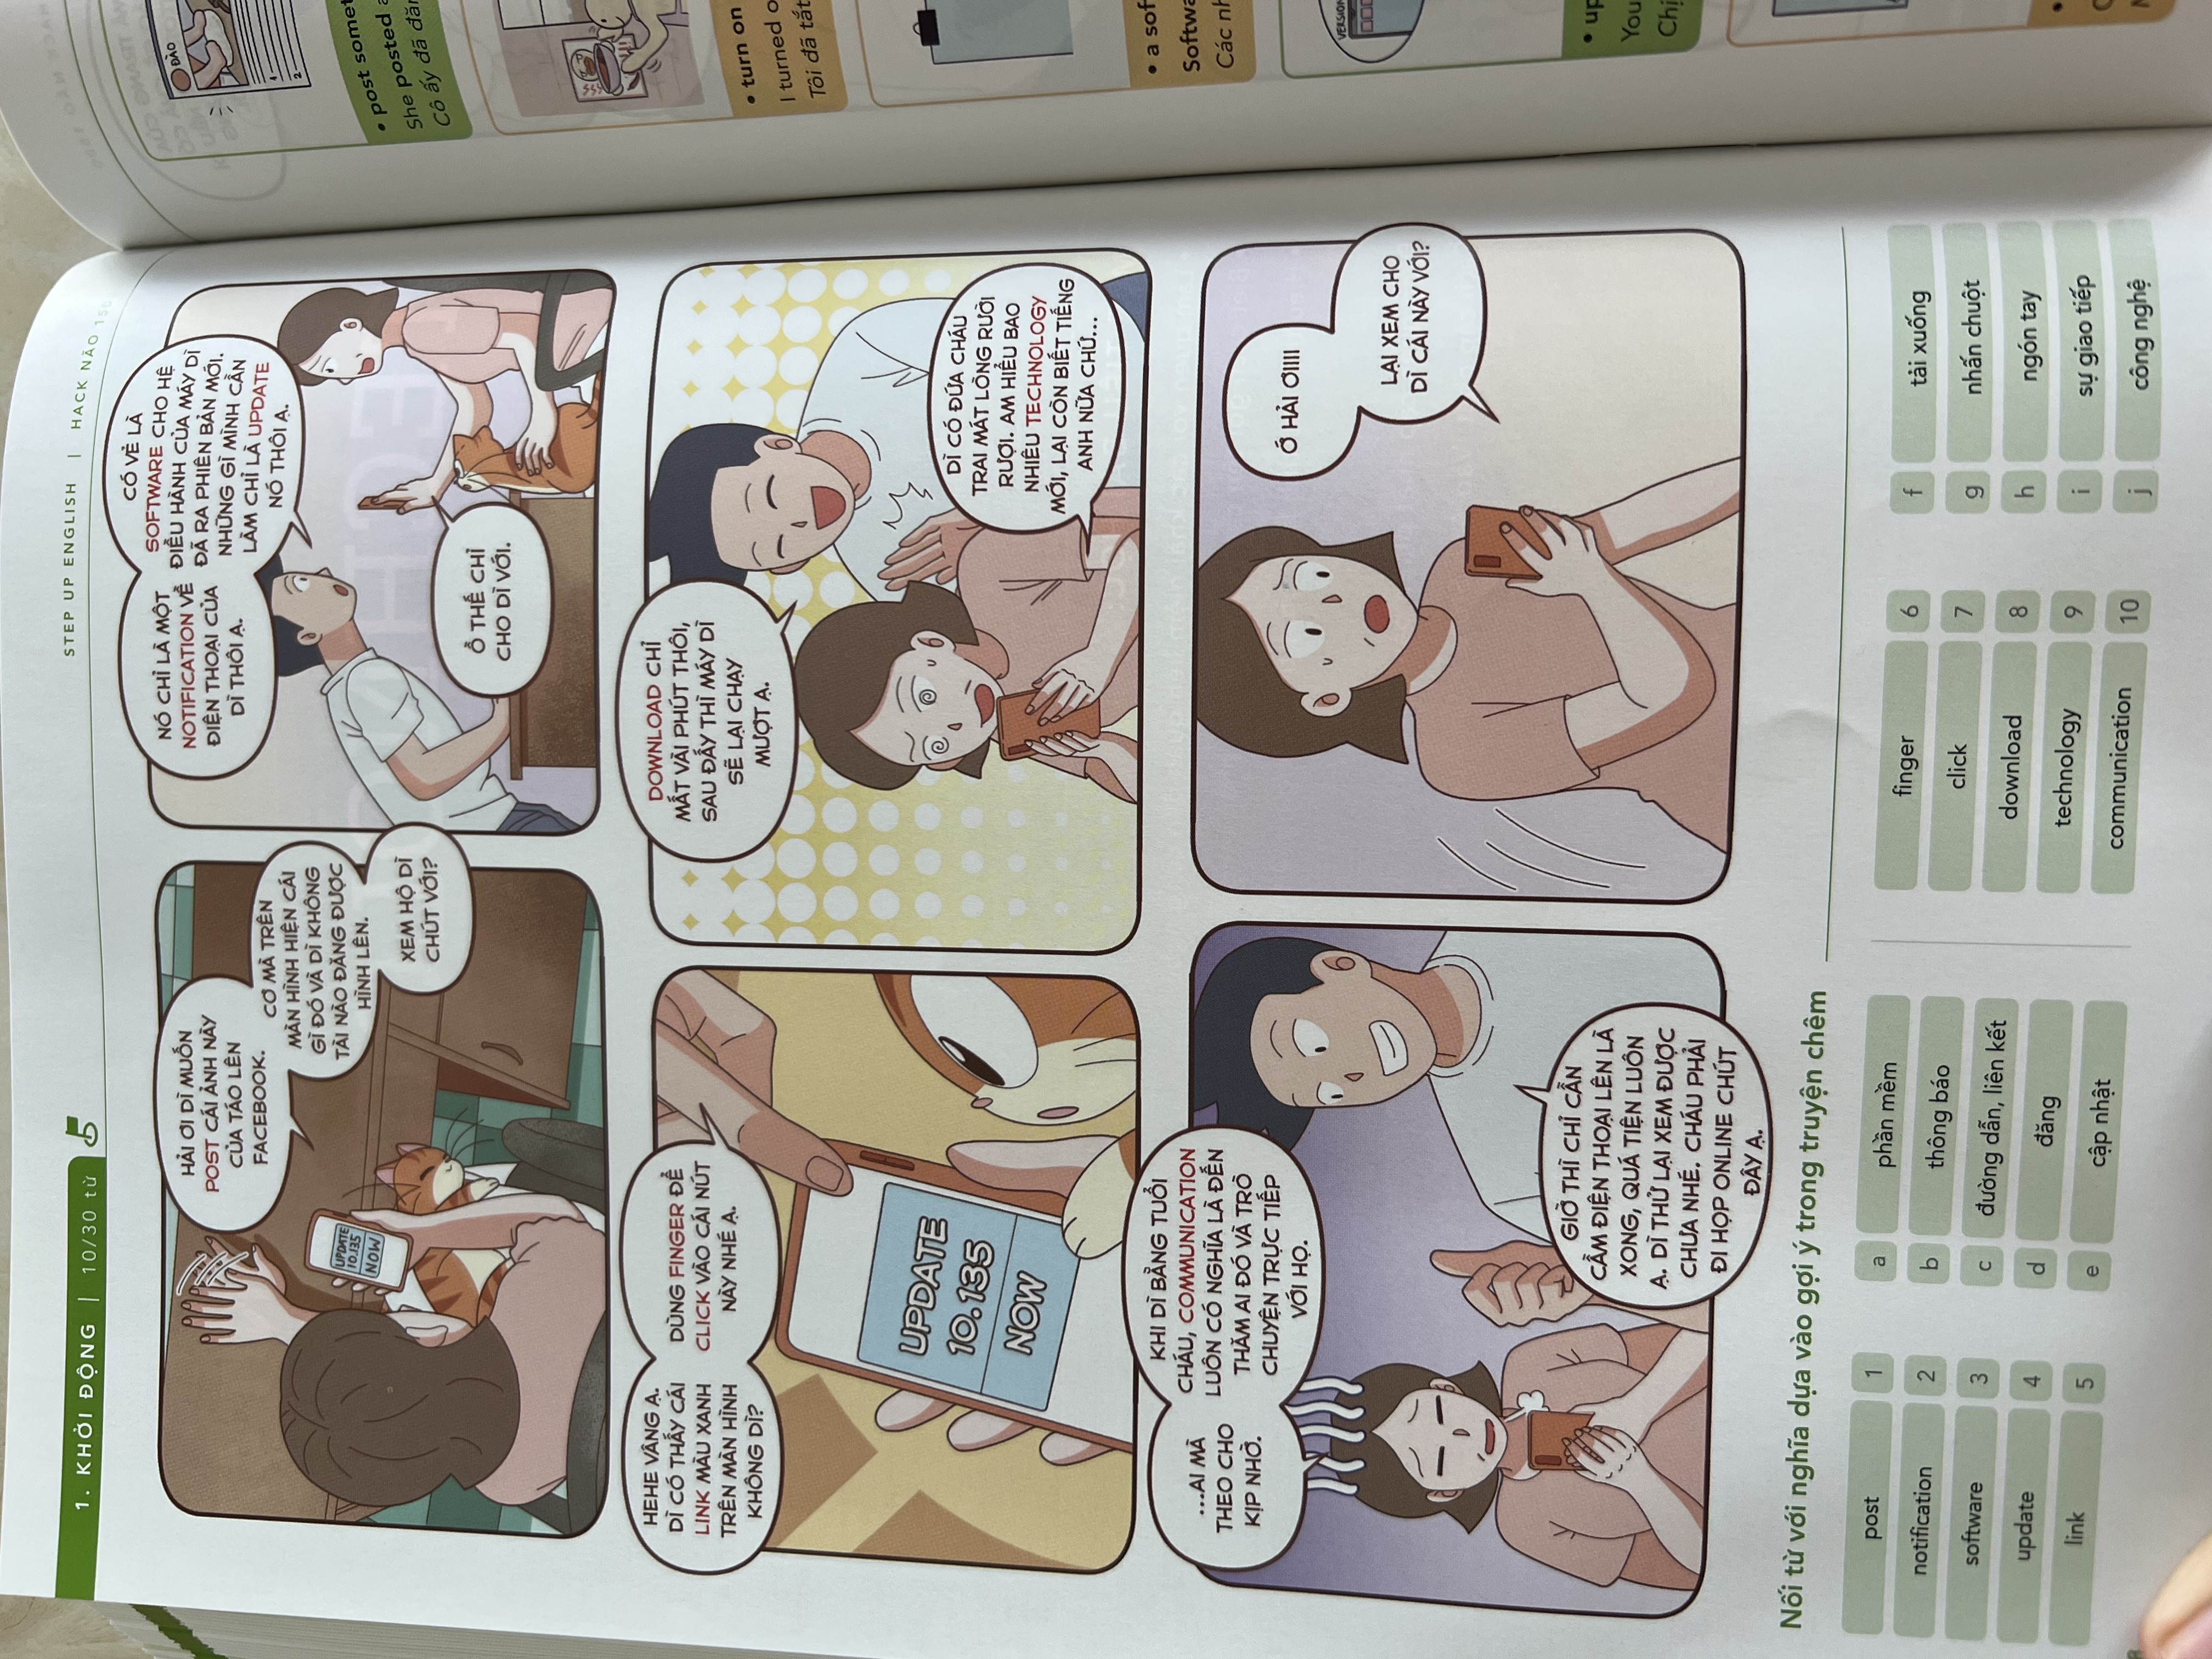 1. KHỞI ĐỘNG | 10/30 từ
STEP UP ENGLISH | HACK NÃO
HẢI ƠI DÌ MUỐN
POST CÁI ẢNH NÀY
CỦA TÁO LÊN
FACEBOOK.
CƠ MÀ TRÊN
MÀN HÌNH HIỆN CÁI
GÌ ĐÓ VÀ DÌ KHÔNG
TÀI NÀO ĐĂNG ĐƯỢC
HÌNH LÊN.
XEM HỘ DÌ
CHÚT VỚI?
UPDATE
10.135
NOW
NÓ CHỈ LÀ MỘT
NOTIFICATION VỀ
ĐIỆN THOẠI CỦA
DÌ THÔI Ạ.
CÓ VẺ LÀ
SOFTWARE CHO HỆ
ĐIỀU HÀNH CỦA MÁY DÌ
ĐÃ RA PHIÊN BẢN MỚI.
NHỮNG GÌ MÌNH CẦN
LÀM CHỈ LÀ UPDATE
NÓ THÔI Ạ.
Ồ THẾ CHỈ
CHO DÌ VỚI.
HEHE VÂNG Ạ.
DÌ CÓ THẤY CÁI
LINK MÀU XANH
TRÊN MÀN HÌNH
KHÔNG DÌ?
DÙNG FINGER ĐỂ
CLICK VÀO CÁI NÚT
NÀY NHÉ Ạ.
UPDATE
10.135
NOW
DOWNLOAD CHỈ
MẤT VÀI PHÚT THÔI,
SAU ĐẤY THÌ MÁY DÌ
SẼ LẠI CHẠY
MƯỢT Ạ.
DÌ CÓ ĐỨA CHÁU
TRAI MÁT LÒNG RƯỜI
RƯỢI. AM HIỂU BAO
NHIÊU TECHNOLOGY
MỚI, LẠI CÒN BIẾT TIẾNG
ANH NỮA CHỨ...
...AI MÀ
THEO CHO
KỊP NHỜ.
KHI DÌ BẰNG TUỔI
CHÁU, COMMUNICATION
LUÔN CÓ NGHĨA LÀ ĐẾN
THĂM AI ĐÓ VÀ TRÒ
CHUYỆN TRỰC TIẾP
VỚI HỌ.
GIỜ THÌ CHỈ CẦN
CẦM ĐIỆN THOẠI LÊN LÀ
XONG, QUÁ TIỆN LUÔN
Ạ. DÌ THỬ LẠI XEM ĐƯỢC
CHƯA NHÉ. CHÁU PHẢI
ĐI HỌP ONLINE CHÚT
ĐÂY Ạ.
Ớ HẢI ƠIIII
LẠI XEM CHO
DÌ CÁI NÀY VỚI?
Nối từ với nghĩa dựa vào gợi ý trong truyện chêm
post 1 a phần mềm
notification 2 b thông báo
software 3 c đường dẫn, liên kết
update 4 d đăng
link 5 e cập nhật
finger 6 f tải xuống
click 7 g nhấn chuột
download 8 h ngón tay
technology 9 i sự giao tiếp
communication 10 j công nghệ
ĐÀO
• post
She posted
Cô ấy đã
• turn on
I turned
Tôi đã tắt
• a
Các
VERSION
You